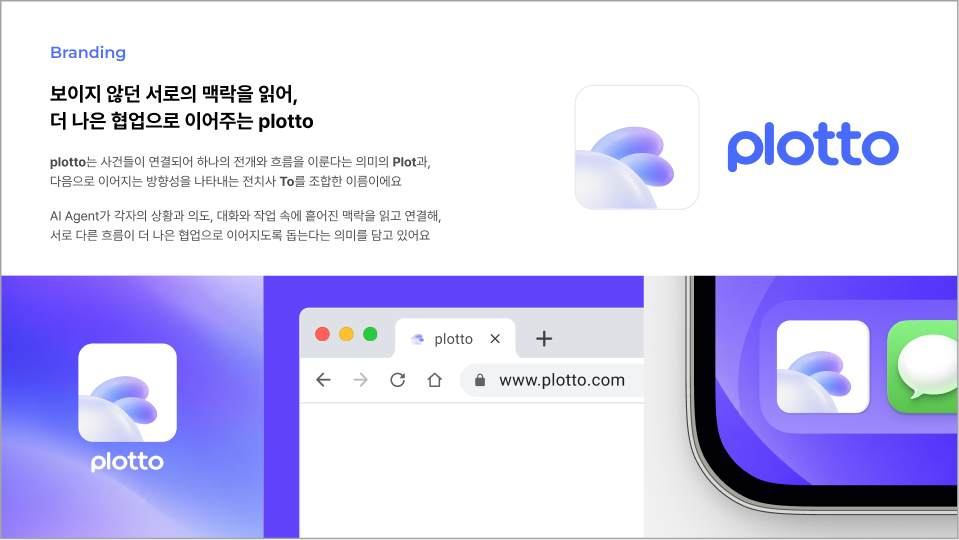 Branding
보이지 않던 서로의 맥락을 읽어,
더 나은 협업으로 이어주는 plotto
plotto는 사건들이 연결되어 하나의 전개와 흐름을 이룬다는 의미의 Plot과,
다음으로 이어지는 방향성을 나타내는 전치사 To를 조합한 이름이에요
AI Agent가 각자의 상황과 의도, 대화와 작업 속에 흩어진 맥락을 읽고 연결해,
서로 다른 흐름이 더 나은 협업으로 이어지도록 돕는다는 의미를 담고 있어요
plotto
plotto
plotto
www.plotto.com